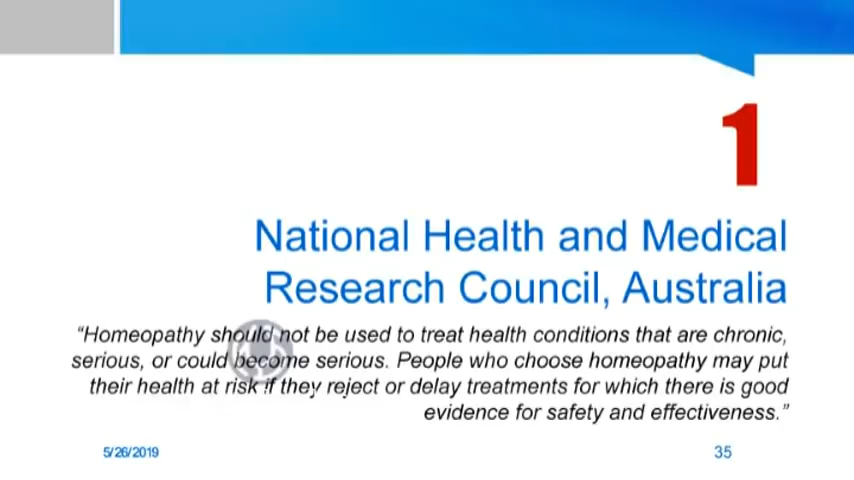 1
National Health and Medical
Research Council, Australia
“Homeopathy should not be used to treat health conditions that are chronic,
serious, or could become serious. People who choose homeopathy may put
their health at risk if they reject or delay treatments for which there is good
evidence for safety and effectiveness.”
5/26/2019
35